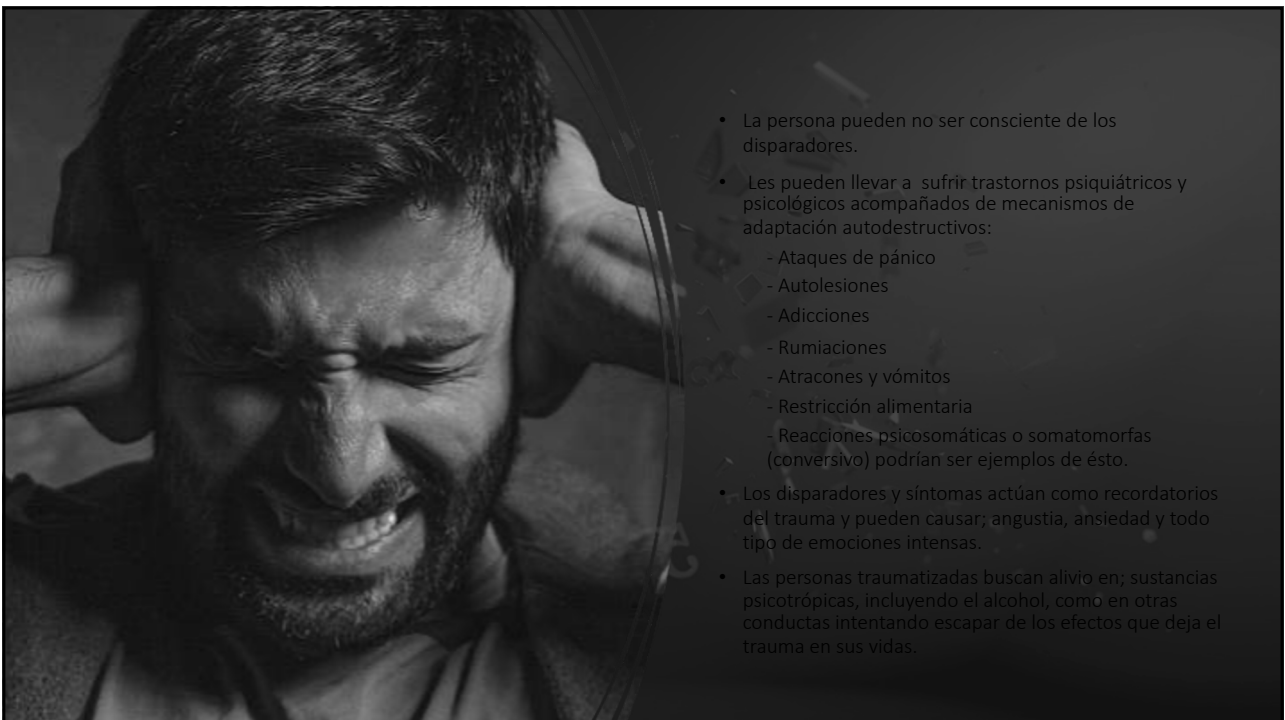 • La persona pueden no ser consciente de los
disparadores.
• Les pueden llevar a  sufrir trastornos psiquiátricos y
psicológicos acompañados de mecanismos de
adaptación autodestructivos:
- Ataques de pánico
- Autolesiones
- Adicciones
- Rumiaciones
- Atracones y vómitos
- Restricción alimentaria
- Reacciones psicosomáticas o somatomorfas
(conversivo) podrían ser ejemplos de ésto.
• Los disparadores y síntomas actúan como recordatorios
del trauma y pueden causar; angustia, ansiedad y todo
tipo de emociones intensas.
• Las personas traumatizadas buscan alivio en; sustancias
psicotrópicas, incluyendo el alcohol, como en otras
conductas intentando escapar de los efectos que deja el
trauma en sus vidas.